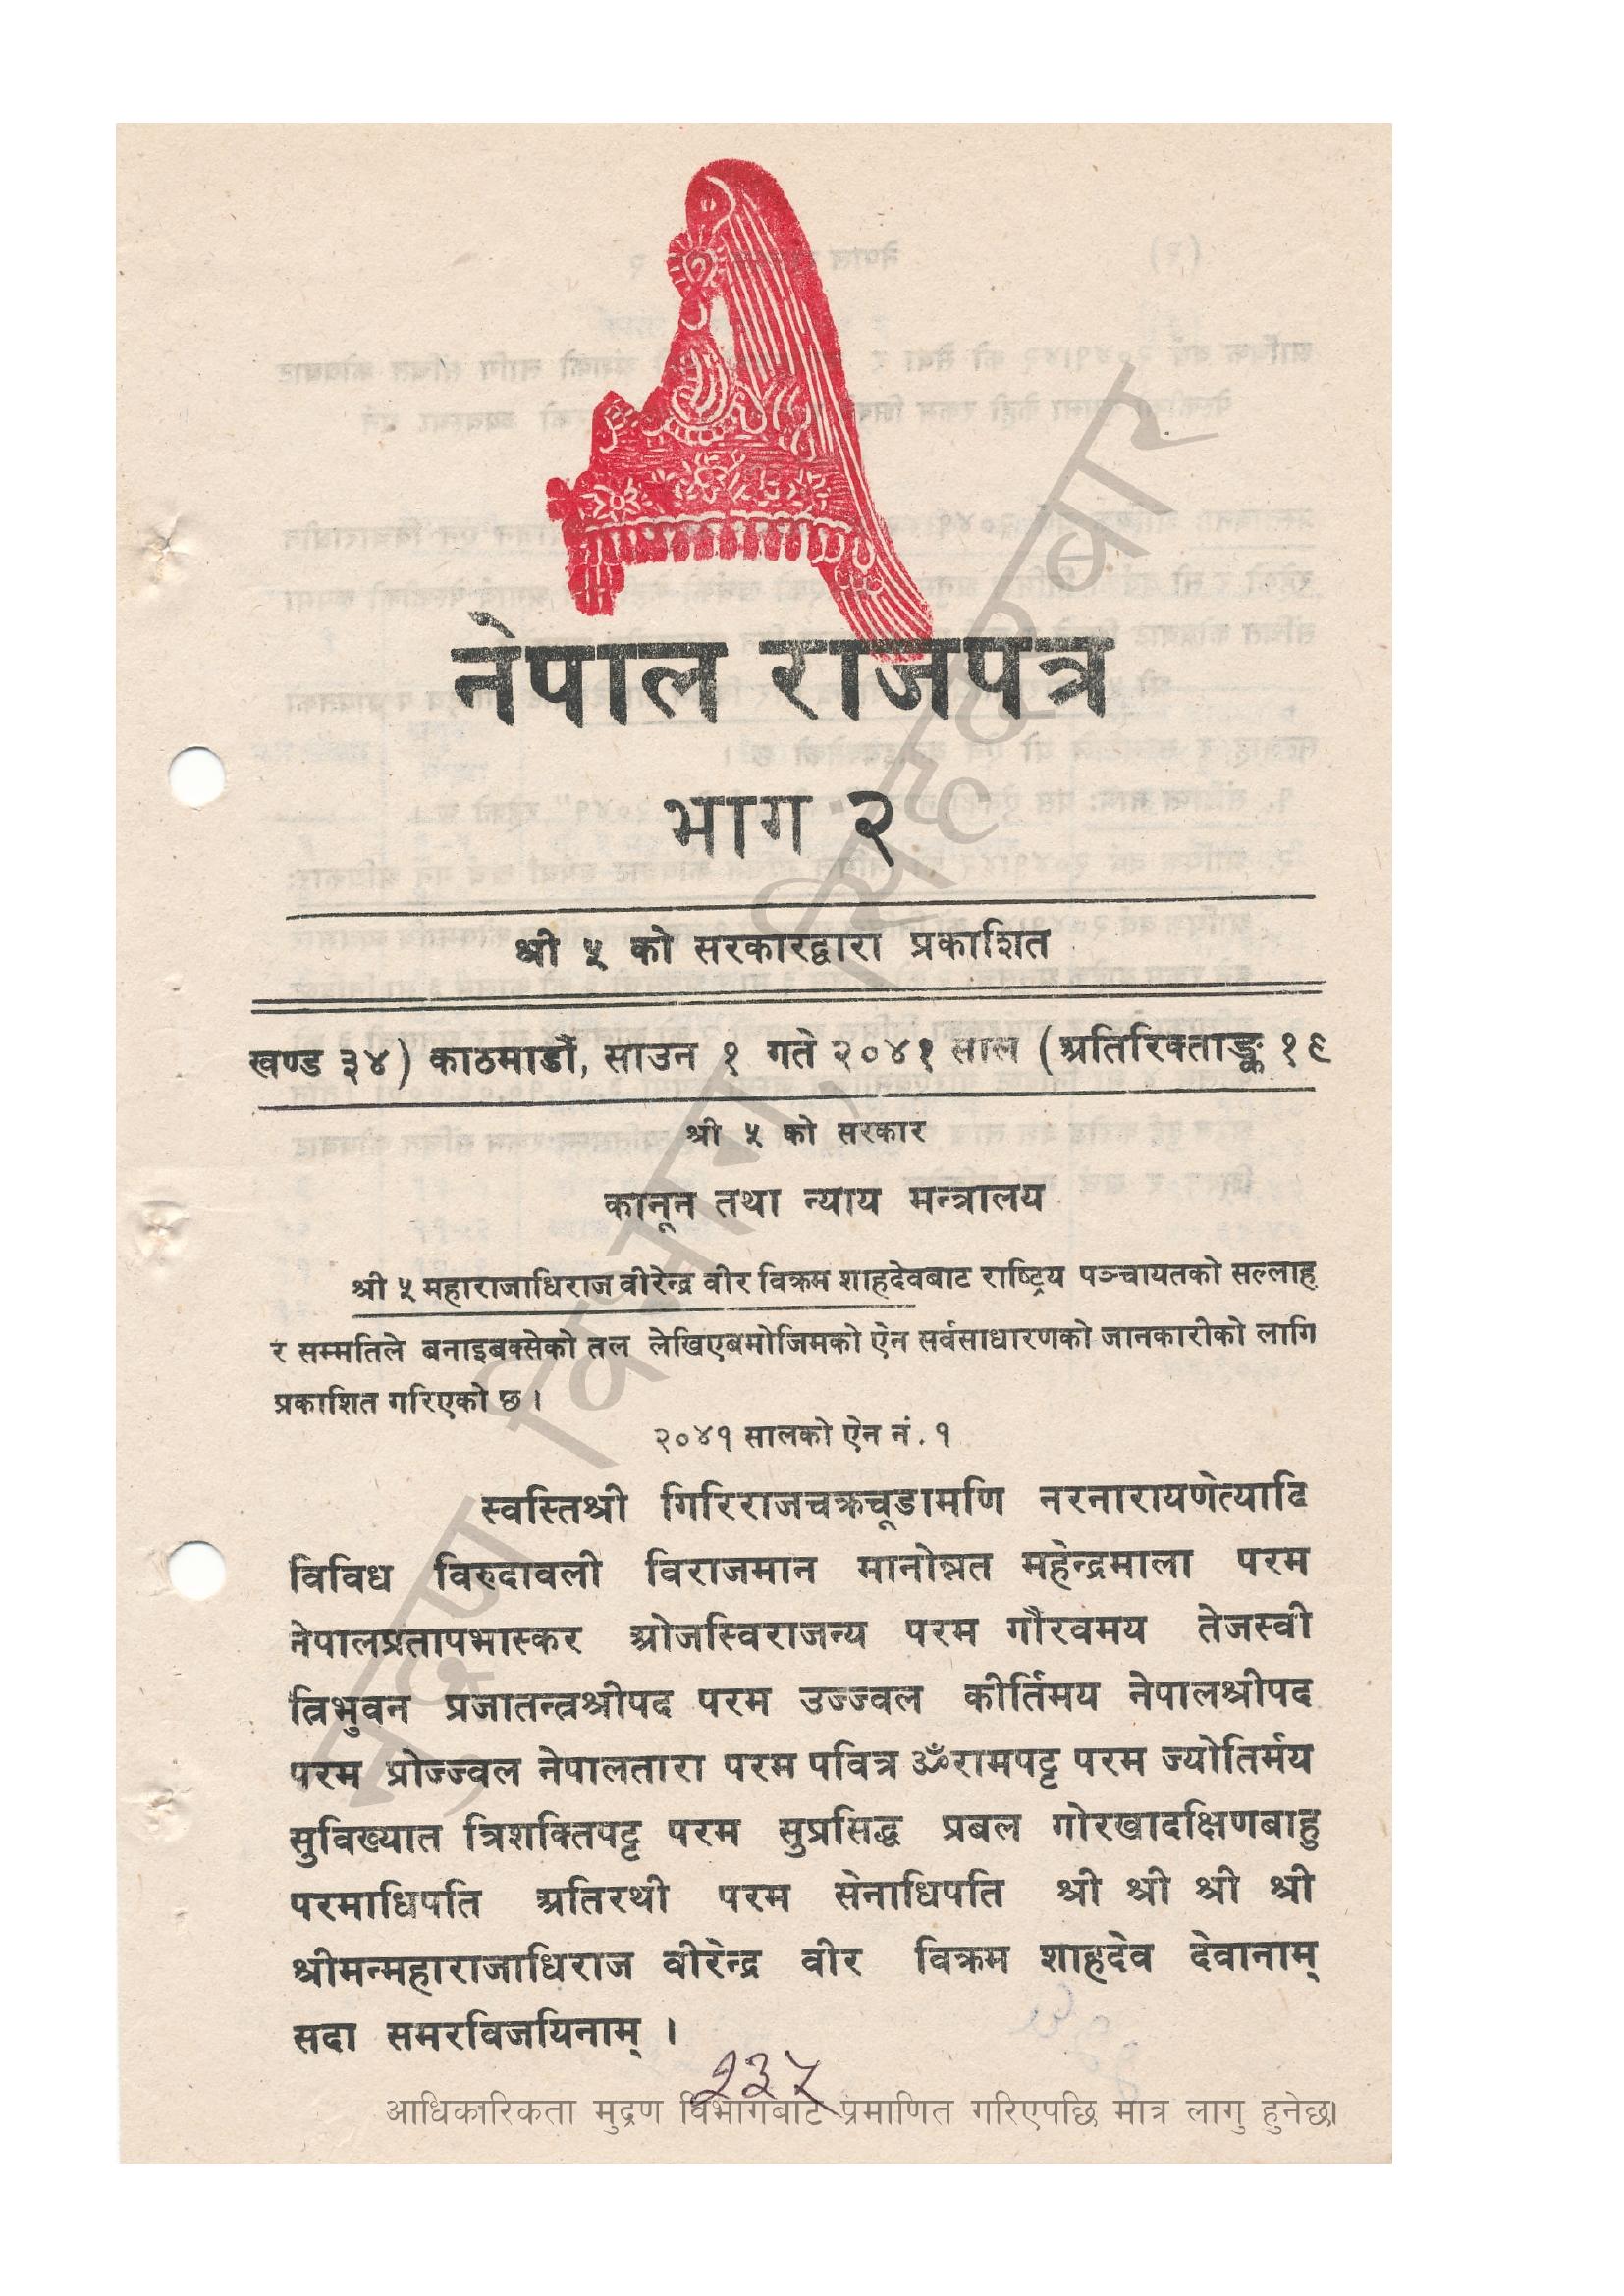 नेपाल राजपत्र
भाग २
श्री ५ को सरकारद्वारा प्रकाशित
खण्ड ३४) काठमाडौं, साउन १ गते २०४१ साल (अतिरिक्ताङ्क १९
श्री ५ को सरकार
कानून तथा न्याय मन्त्रालय
श्री ५ महाराजाधिराज वीरेन्द्र वीर विक्रम शाहदेवबाट राष्ट्रिय पञ्चायतको सल्लाह
र सम्मतिले बनाइबक्सेको तल लेखिएबमोजिमको ऐन सर्वसाधारणको जानकारीको लागि
प्रकाशित गरिएको छ ।
२०४१ सालको ऐन नं. १
स्वस्तिश्री गिरिराजचक्रचूडामणि नरनारायणेत्यादि
विविध विरुदावली विराजमान मानोन्नत महेन्द्रमाला परम
नेपालप्रतापभास्कर ओजस्विराजन्य परम गौरवमय तेजस्वी
त्रिभुवन प्रजातन्त्रश्रीपद परम उज्ज्वल कीर्तिमय नेपालश्रीपद
परम प्रोज्ज्वल नेपालतारा परम पवित्र ॐरामपट्ट परम ज्योतिर्मय
सुविख्यात त्रिशक्तिपट्ट परम सुप्रसिद्ध प्रबल गोरखादक्षिणबाहु
परमाधिपति अतिरथी परम सेनाधिपति श्री श्री श्री श्री
श्रीमन्महाराजाधिराज वीरेन्द्र वीर विक्रम शाहदेव देवानाम्
सदा समरविजयिनाम् ।
२३५
आधिकारिकता मुद्रण विभागबाट प्रमाणित गरिएपछि मात्र लागु हुनेछ।